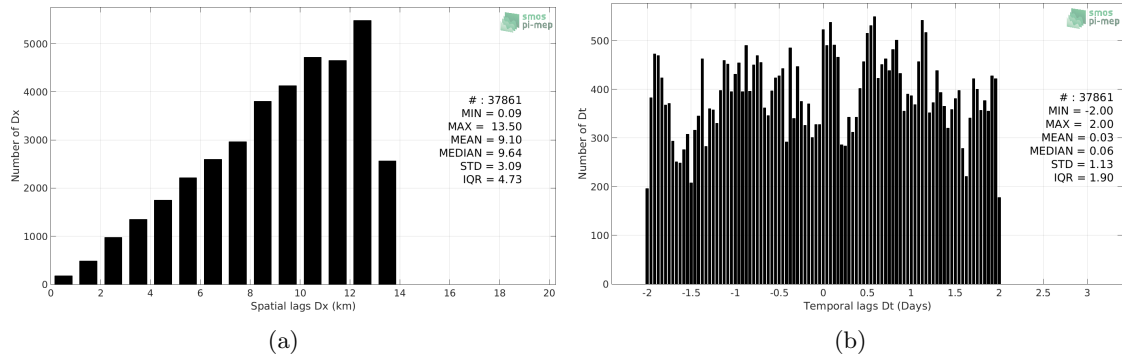 smos
pi-mep
5000
4000
3000
2000
1000
0
Number of Dx
# : 37861
MIN = 0.09
MAX = 13.50
MEAN = 9.10
MEDIAN = 9.64
STD = 3.09
IQR = 4.73
0 2 4 6 8 10 12 14 16 18 20
Spatial lags Dx (km)
(a)
smos
pi-mep
500
400
300
200
100
0
Number of Dt
# : 37861
MIN = -2.00
MAX = 2.00
MEAN = 0.03
MEDIAN = 0.06
STD = 1.13
IQR = 1.90
-2 -1.5 -1 -0.5 0 0.5 1 1.5 2 2.5 3
Temporal lags Dt (Days)
(b)